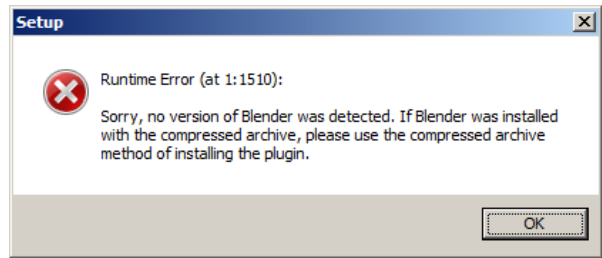 Setup
Runtime Error (at 1:1510):
Sorry, no version of Blender was detected. If Blender was installed
with the compressed archive, please use the compressed archive
method of installing the plugin.
OK